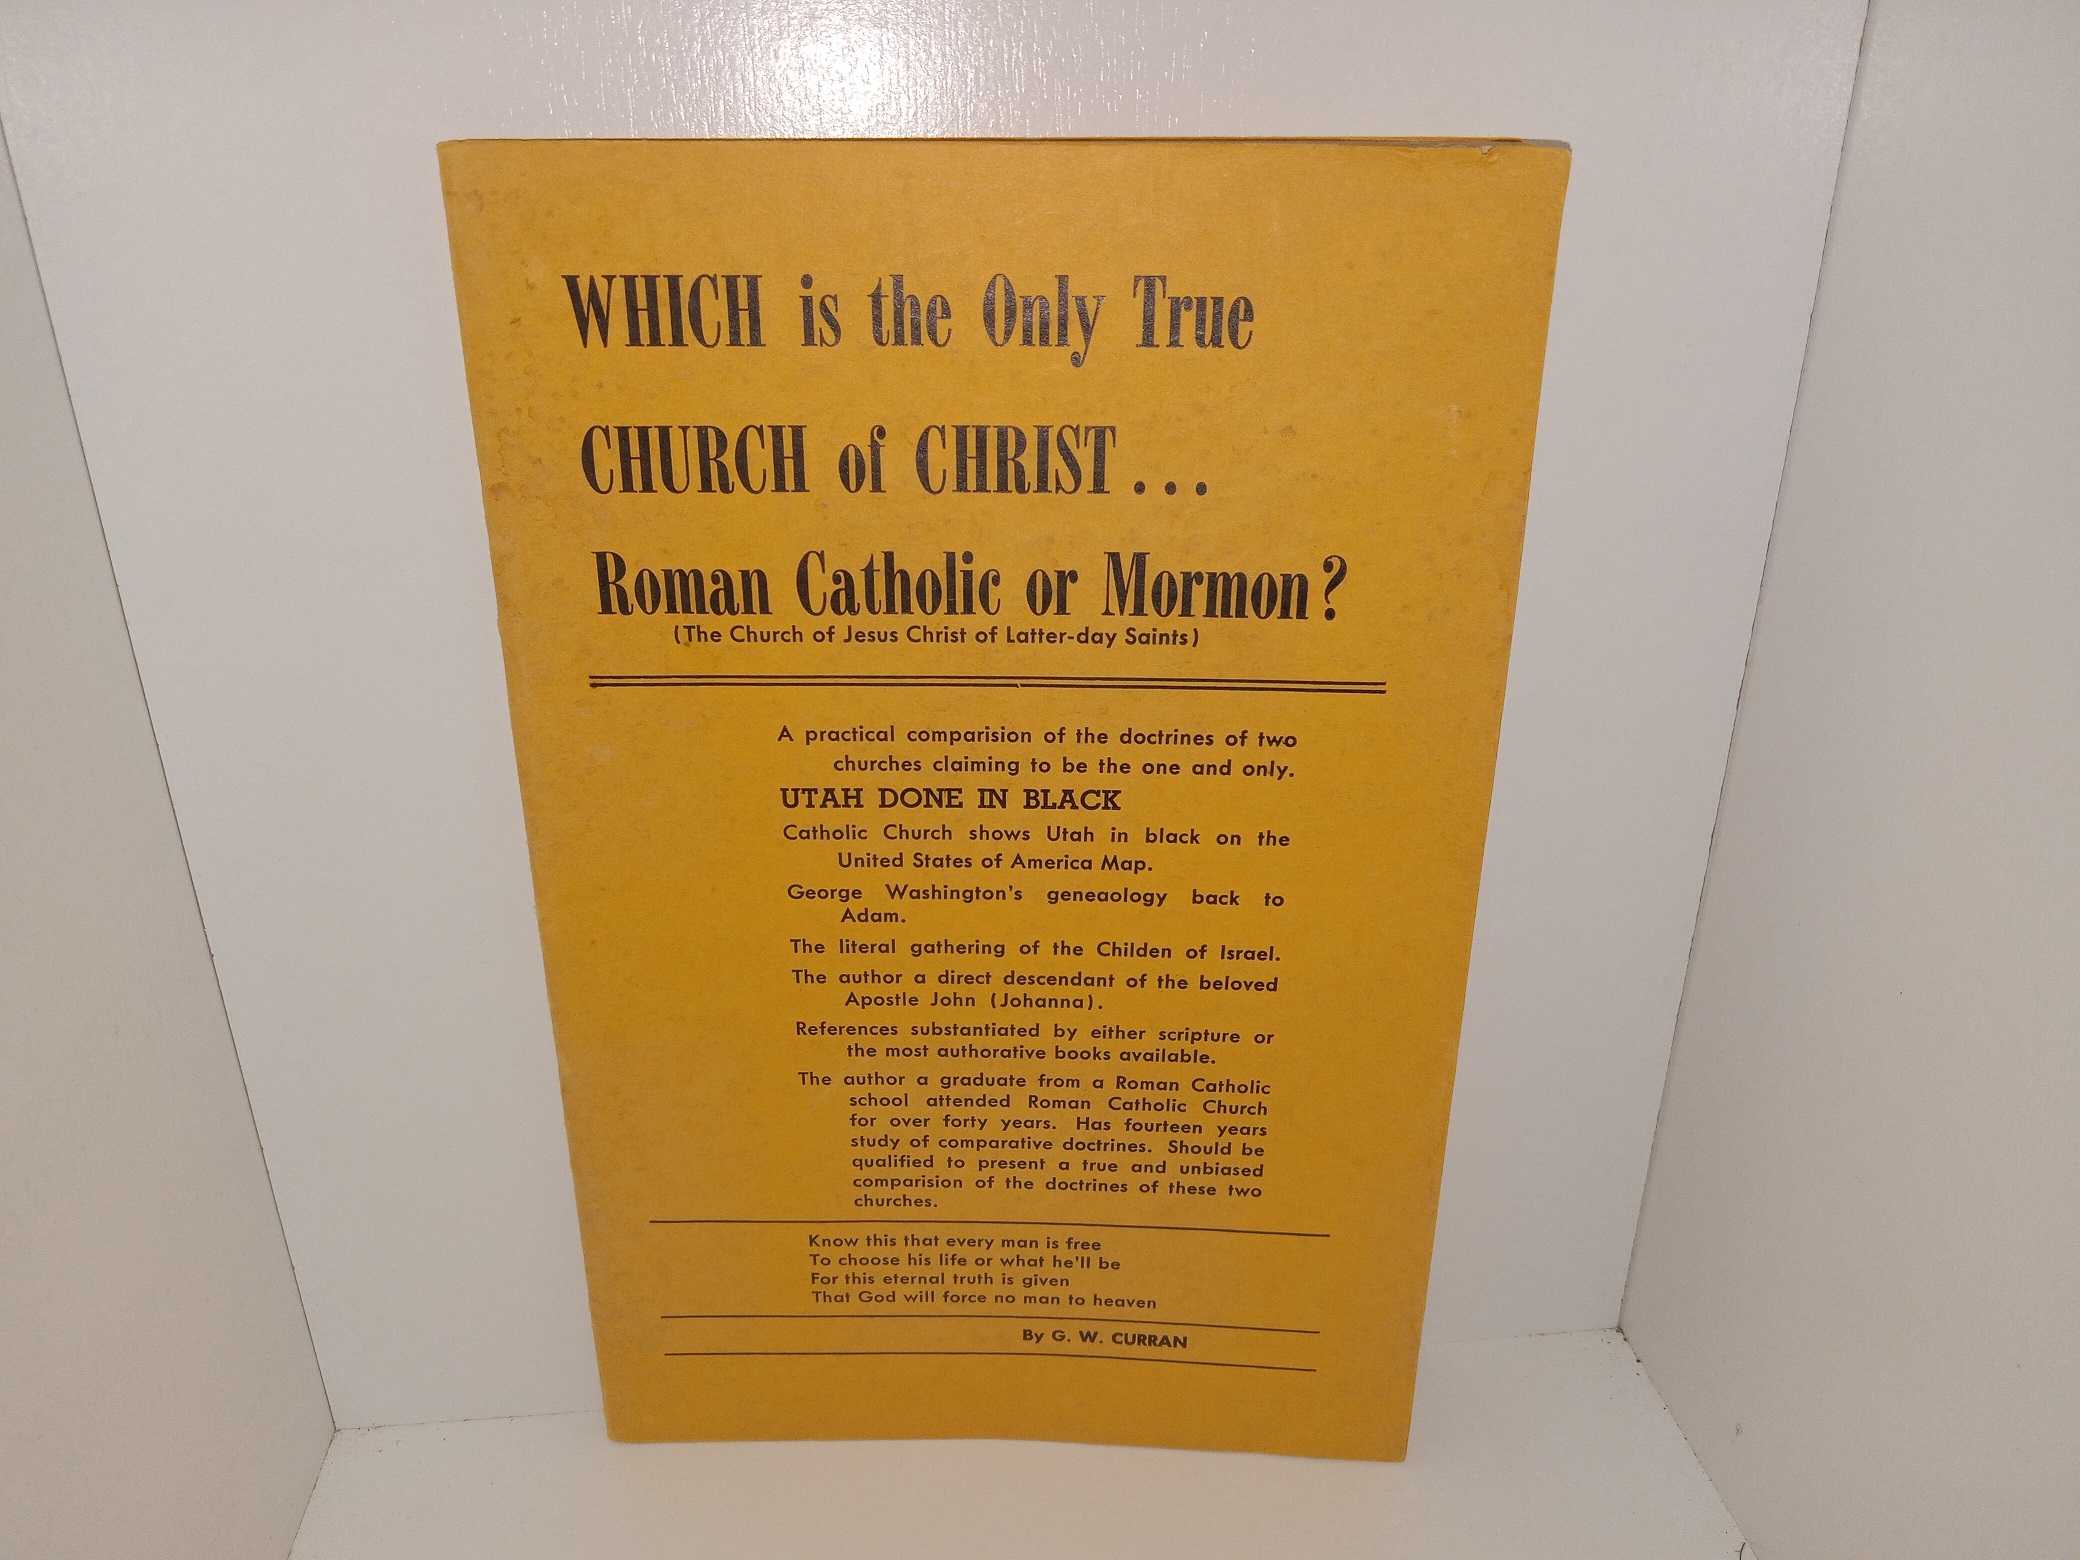 WHICH is the Only True
CHURCH of CHRIST...
Roman Catholic or Mormon?
(The Church of Jesus Christ of Latter-day Saints)
A practical comparision of the doctrines of two
churches claiming to be the one and only.
UTAH DONE IN BLACK
Catholic Church shows Utah in black on the
United States of America Map.
George Washington's geneaology back to
Adam.
The literal gathering of the Childen of Israel.
The author a direct descendant of the beloved
Apostle John (Johanna).
References substantiated by either scripture or
the most authorative books available.
The author a graduate from a Roman Catholic
school attended Roman Catholic Church
for over forty years. Has fourteen years
study of comparative doctrines. Should be
qualified to present a true and unbiased
comparision of the doctrines of these two
churches.
Know this that every man is free
To choose his life or what he'll be
For this eternal truth is given
That God will force no man to heaven
By G. W. CURRAN